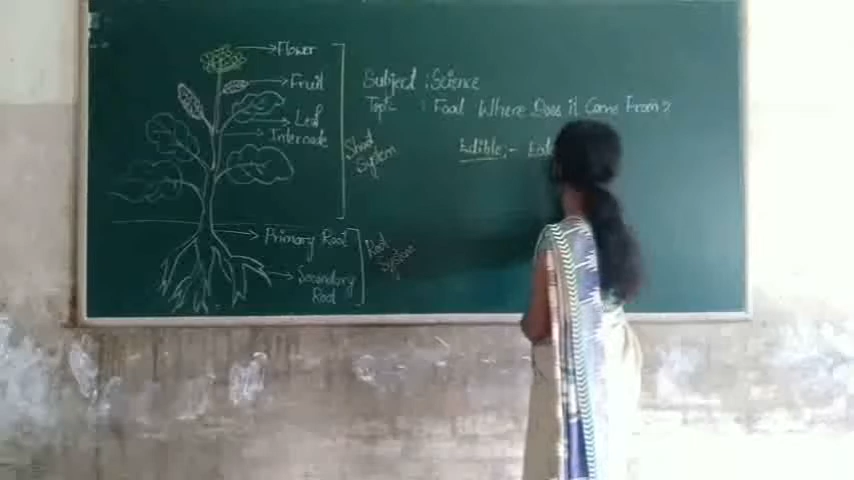 Flower
Fruit
Leaf
Internode
Shoot
System
Primary Root
Secondary
Root
Root
System
Subject : Science
Topic : Food Where Does it Come From?
Edible :-